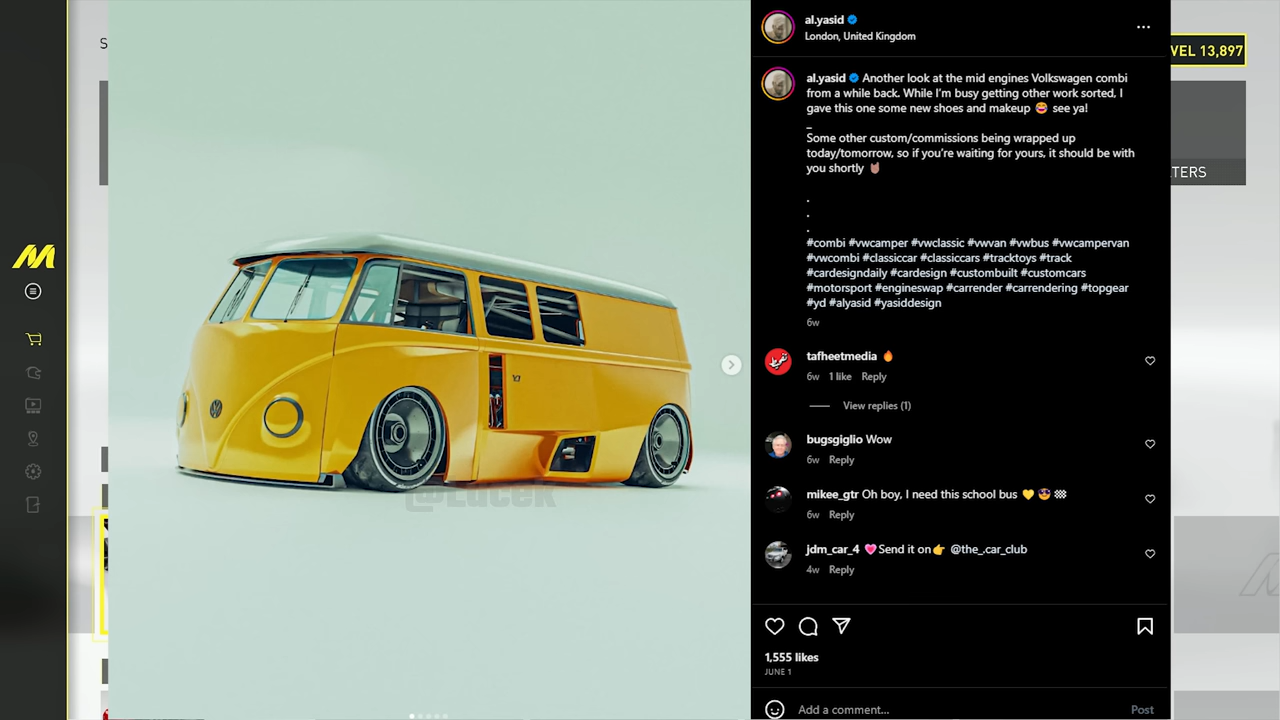 S
VEL 13,897
TERS
@Lucek
al.yasid
London, United Kingdom
al.yasid Another look at the mid engines Volkswagen combi
from a while back. While I'm busy getting other work sorted, I
gave this one some new shoes and makeup 😂 see ya!
_
Some other custom/commissions being wrapped up
today/tomorrow, so if you're waiting for yours, it should be with
you shortly 🤘🏽
.
.
.
#combi #vwcamper #vwclassic #vwvan #vwbus #vwcampervan
#vwcombi #classiccar #classiccars #tracktoys #track
#cardesigndaily #cardesign #custombuilt #customcars
#motorsport #engineswap #carrender #carrendering #topgear
#yd #alyasid #yasiddesign
6w
tafheetmedia 🔥
6w 1 like Reply
View replies (1)
bugsgiglio Wow
6w Reply
mikee_gtr Oh boy, I need this school bus 💛 😎 🏁
6w Reply
jdm_car_4 💗Send it on👉 @the_.car_club
4w Reply
1,555 likes
JUNE 1
Add a comment...
Post